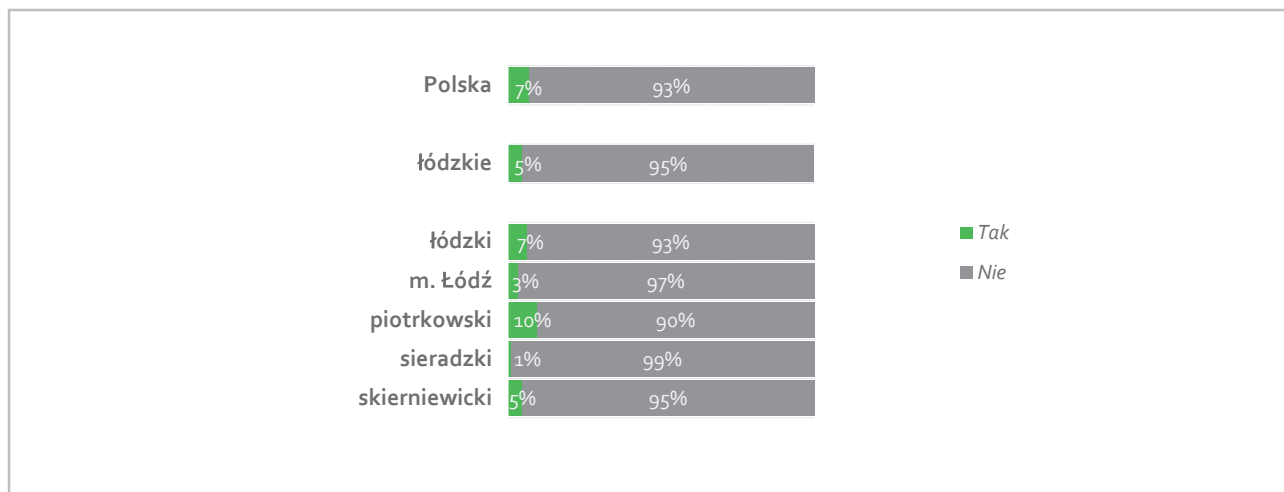 Polska 7% 93%
łódzkie 5% 95%
łódzki 7% 93%
m. Łódź 3% 97%
piotrkowski 10% 90%
sieradzki 1% 99%
skierniewicki 5% 95%
Tak
Nie